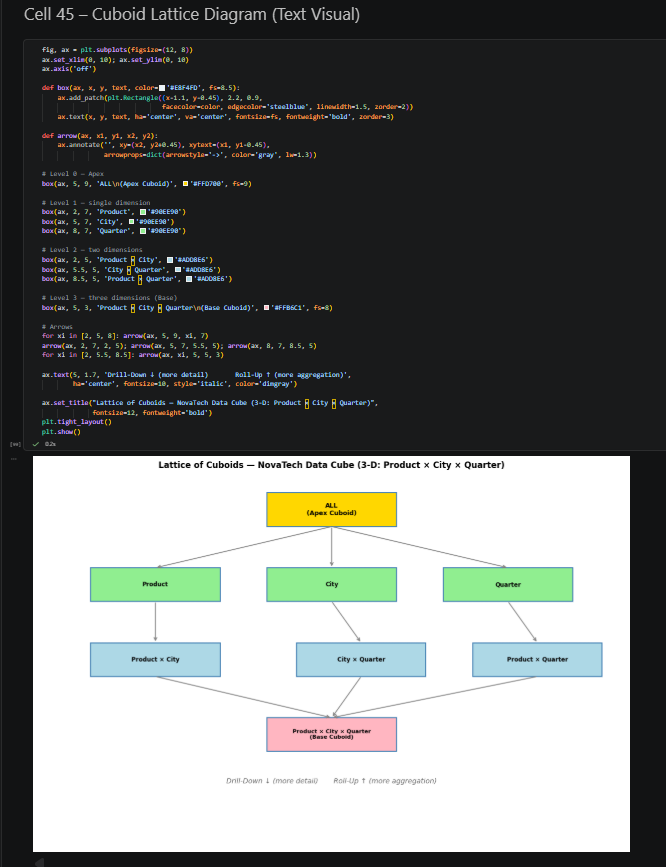 Cell 45 – Cuboid Lattice Diagram (Text Visual)
fig, ax = plt.subplots(figsize=(12, 8))
ax.set_xlim(0, 10); ax.set_ylim(0, 10)
ax.axis('off')
def box(ax, x, y, text, color='#E8F4FD', fs=8.5):
ax.add_patch(plt.Rectangle((x-1.1, y-0.45), 2.2, 0.9,
facecolor=color, edgecolor='steelblue', linewidth=1.5, zorder=2))
ax.text(x, y, text, ha='center', va='center', fontsize=fs, fontweight='bold', zorder=3)
def arrow(ax, x1, y1, x2, y2):
ax.annotate('', xy=(x2, y2+0.45), xytext=(x1, y1-0.45),
arrowprops=dict(arrowstyle='->', color='gray', lw=1.3))
# Level 0 – Apex
box(ax, 5, 9, 'ALL\n(Apex Cuboid)', '#FFD700', fs=9)
# Level 1 – single dimension
box(ax, 2, 7, 'Product', '#90EE90')
box(ax, 5, 7, 'City', '#90EE90')
box(ax, 8, 7, 'Quarter', '#90EE90')
# Level 2 – two dimensions
box(ax, 2, 5, 'Product × City', '#ADD8E6')
box(ax, 5.5, 5, 'City × Quarter', '#ADD8E6')
box(ax, 8.5, 5, 'Product × Quarter', '#ADD8E6')
# Level 3 – three dimensions (Base)
box(ax, 5, 3, 'Product × City × Quarter\n(Base Cuboid)', '#FFB6C1', fs=8)
# Arrows
for xi in [2, 5, 8]: arrow(ax, 5, 9, xi, 7)
arrow(ax, 2, 7, 2, 5); arrow(ax, 5, 7, 5.5, 5); arrow(ax, 8, 7, 8.5, 5)
for xi in [2, 5.5, 8.5]: arrow(ax, xi, 5, 5, 3)
ax.text(5, 1.7, 'Drill-Down ↓ (more detail)      Roll-Up ↑ (more aggregation)',
ha='center', fontsize=10, style='italic', color='dimgray')
ax.set_title("Lattice of Cuboids — NovaTech Data Cube (3-D: Product × City × Quarter)",
fontsize=12, fontweight='bold')
plt.tight_layout()
plt.show()
0.2s
Lattice of Cuboids — NovaTech Data Cube (3-D: Product × City × Quarter)
ALL
(Apex Cuboid)
Product City Quarter
Product × City City × Quarter Product × Quarter
Product × City × Quarter
(Base Cuboid)
Drill-Down ↓ (more detail) Roll-Up ↑ (more aggregation)